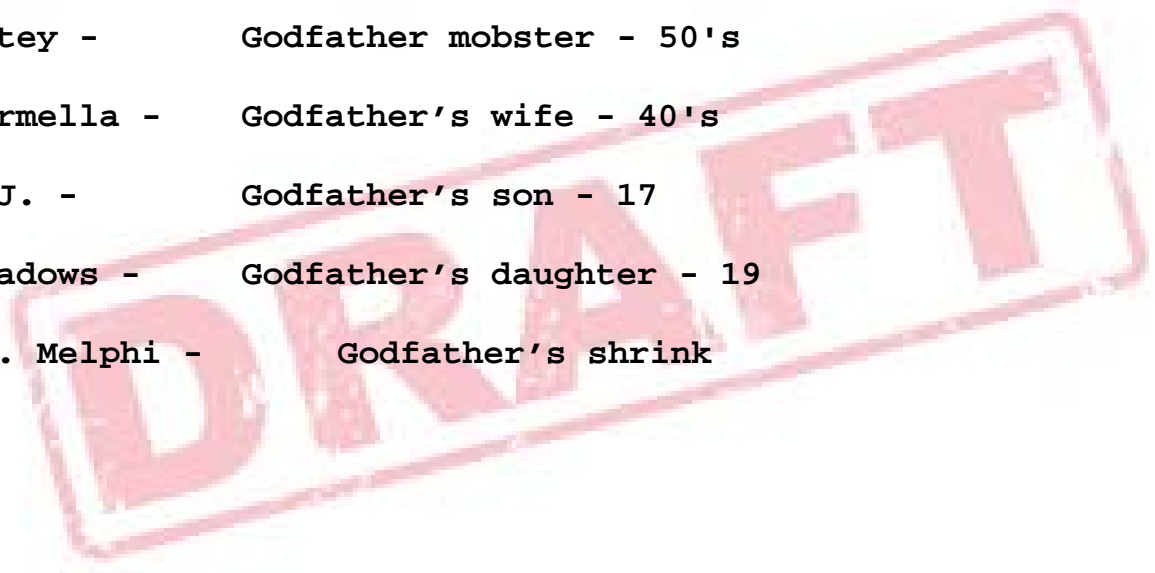 tey - Godfather mobster - 50's
rmella - Godfather’s wife - 40's
J. - Godfather’s son - 17
adows - Godfather’s daughter - 19
. Melphi - Godfather’s shrink
DRAFT